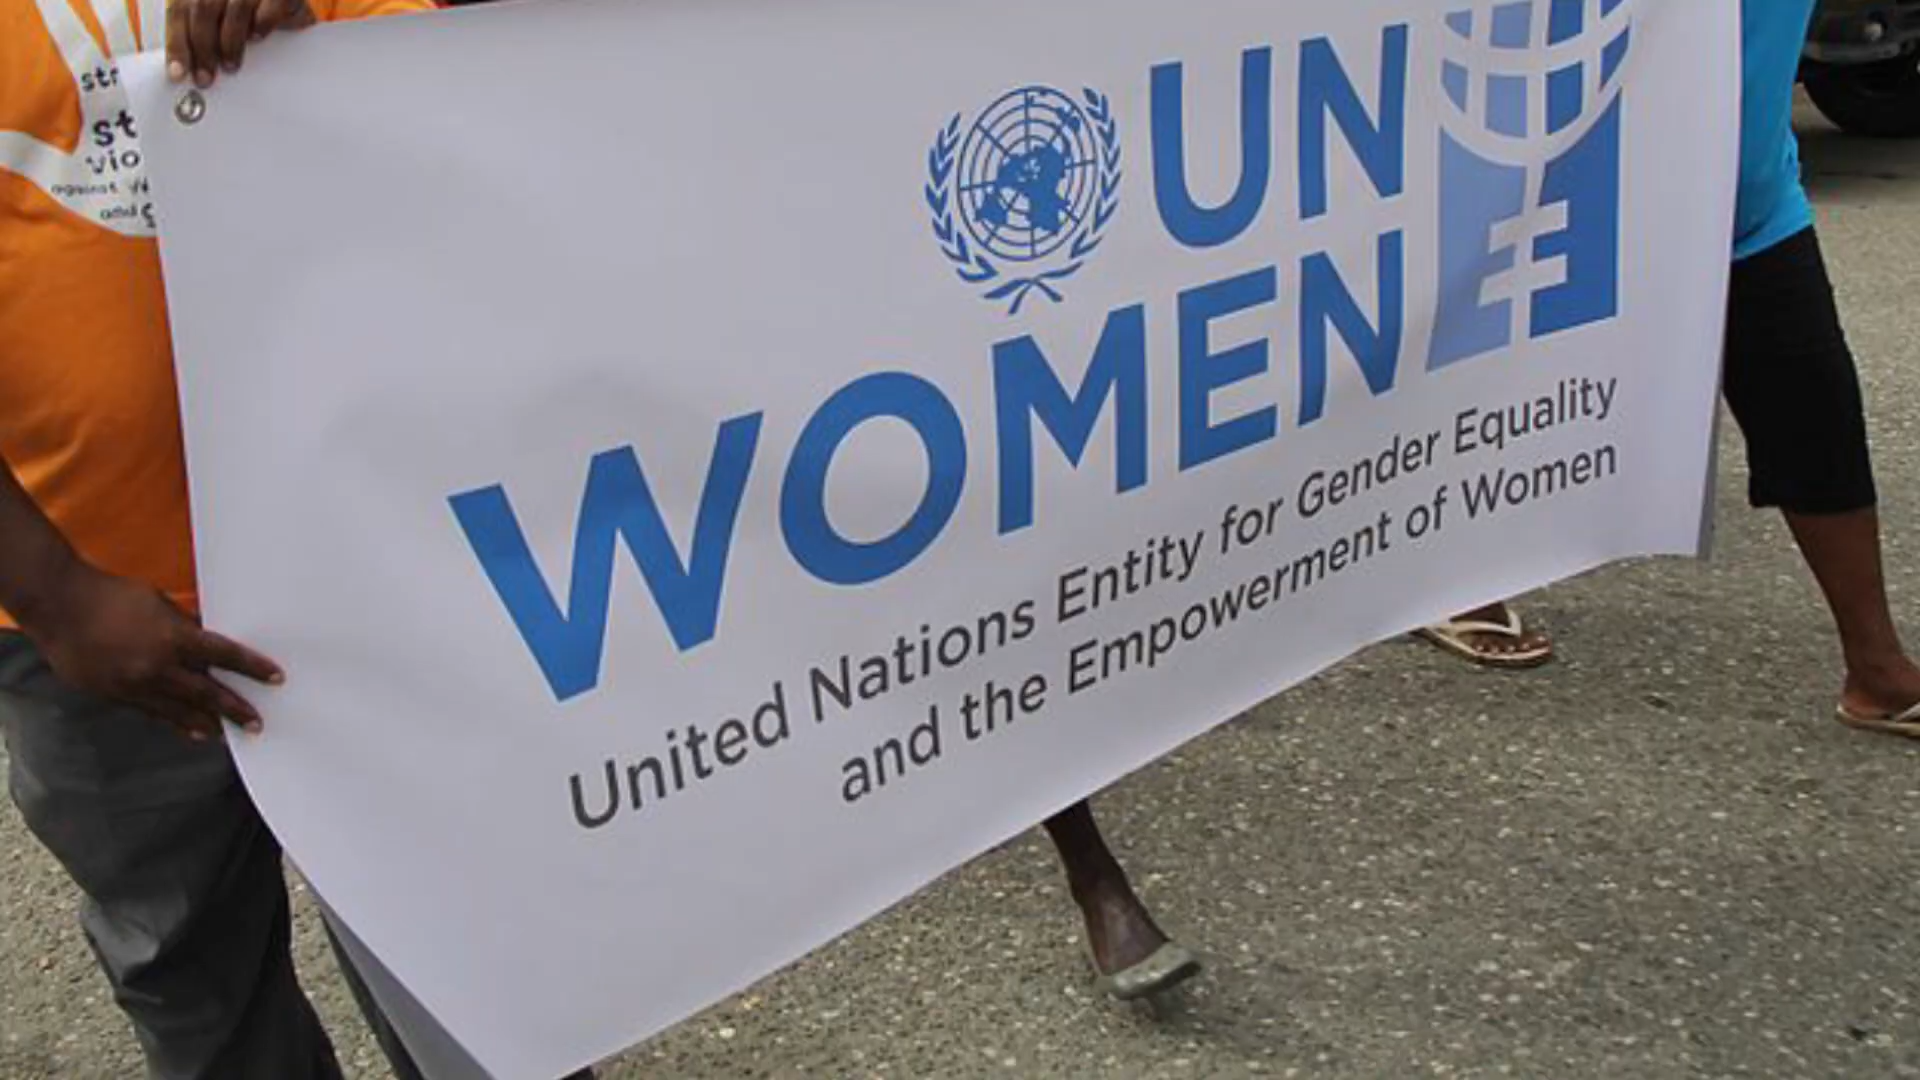 UN
WOMEN
United Nations Entity for Gender Equality
and the Empowerment of Women